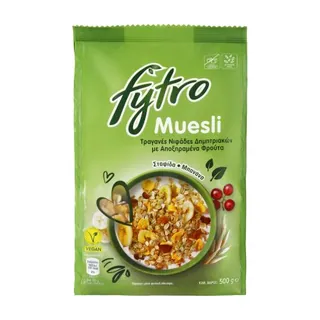 fytro
Muesli
Τραγανές Νιφάδες Δημητριακών
με Αποξηραμένα Φρούτα
Σταφίδα • Μπανάνα
VEGAN
500 g